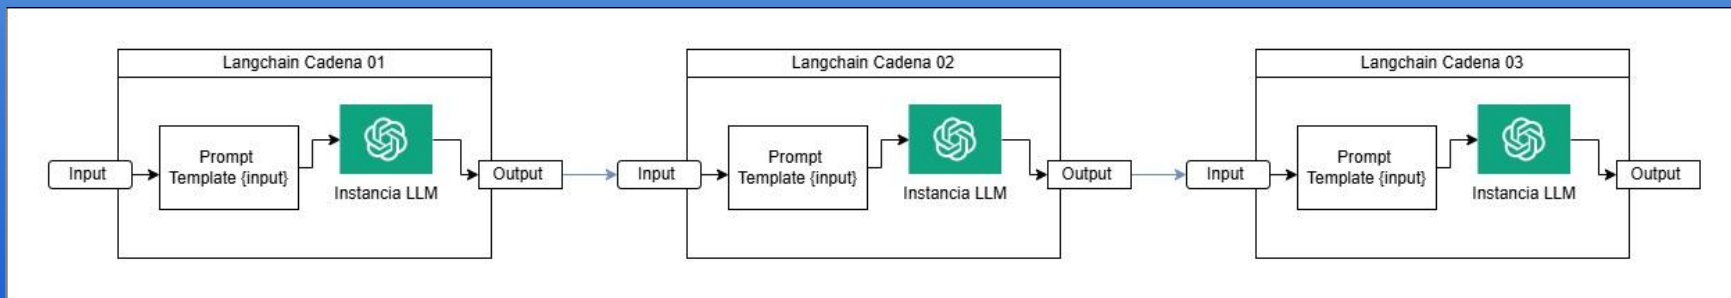 Langchain Cadena 01
Input
Prompt
Template {input}
Instancia LLM
Output
Langchain Cadena 02
Input
Prompt
Template {input}
Instancia LLM
Output
Langchain Cadena 03
Input
Prompt
Template {input}
Instancia LLM
Output